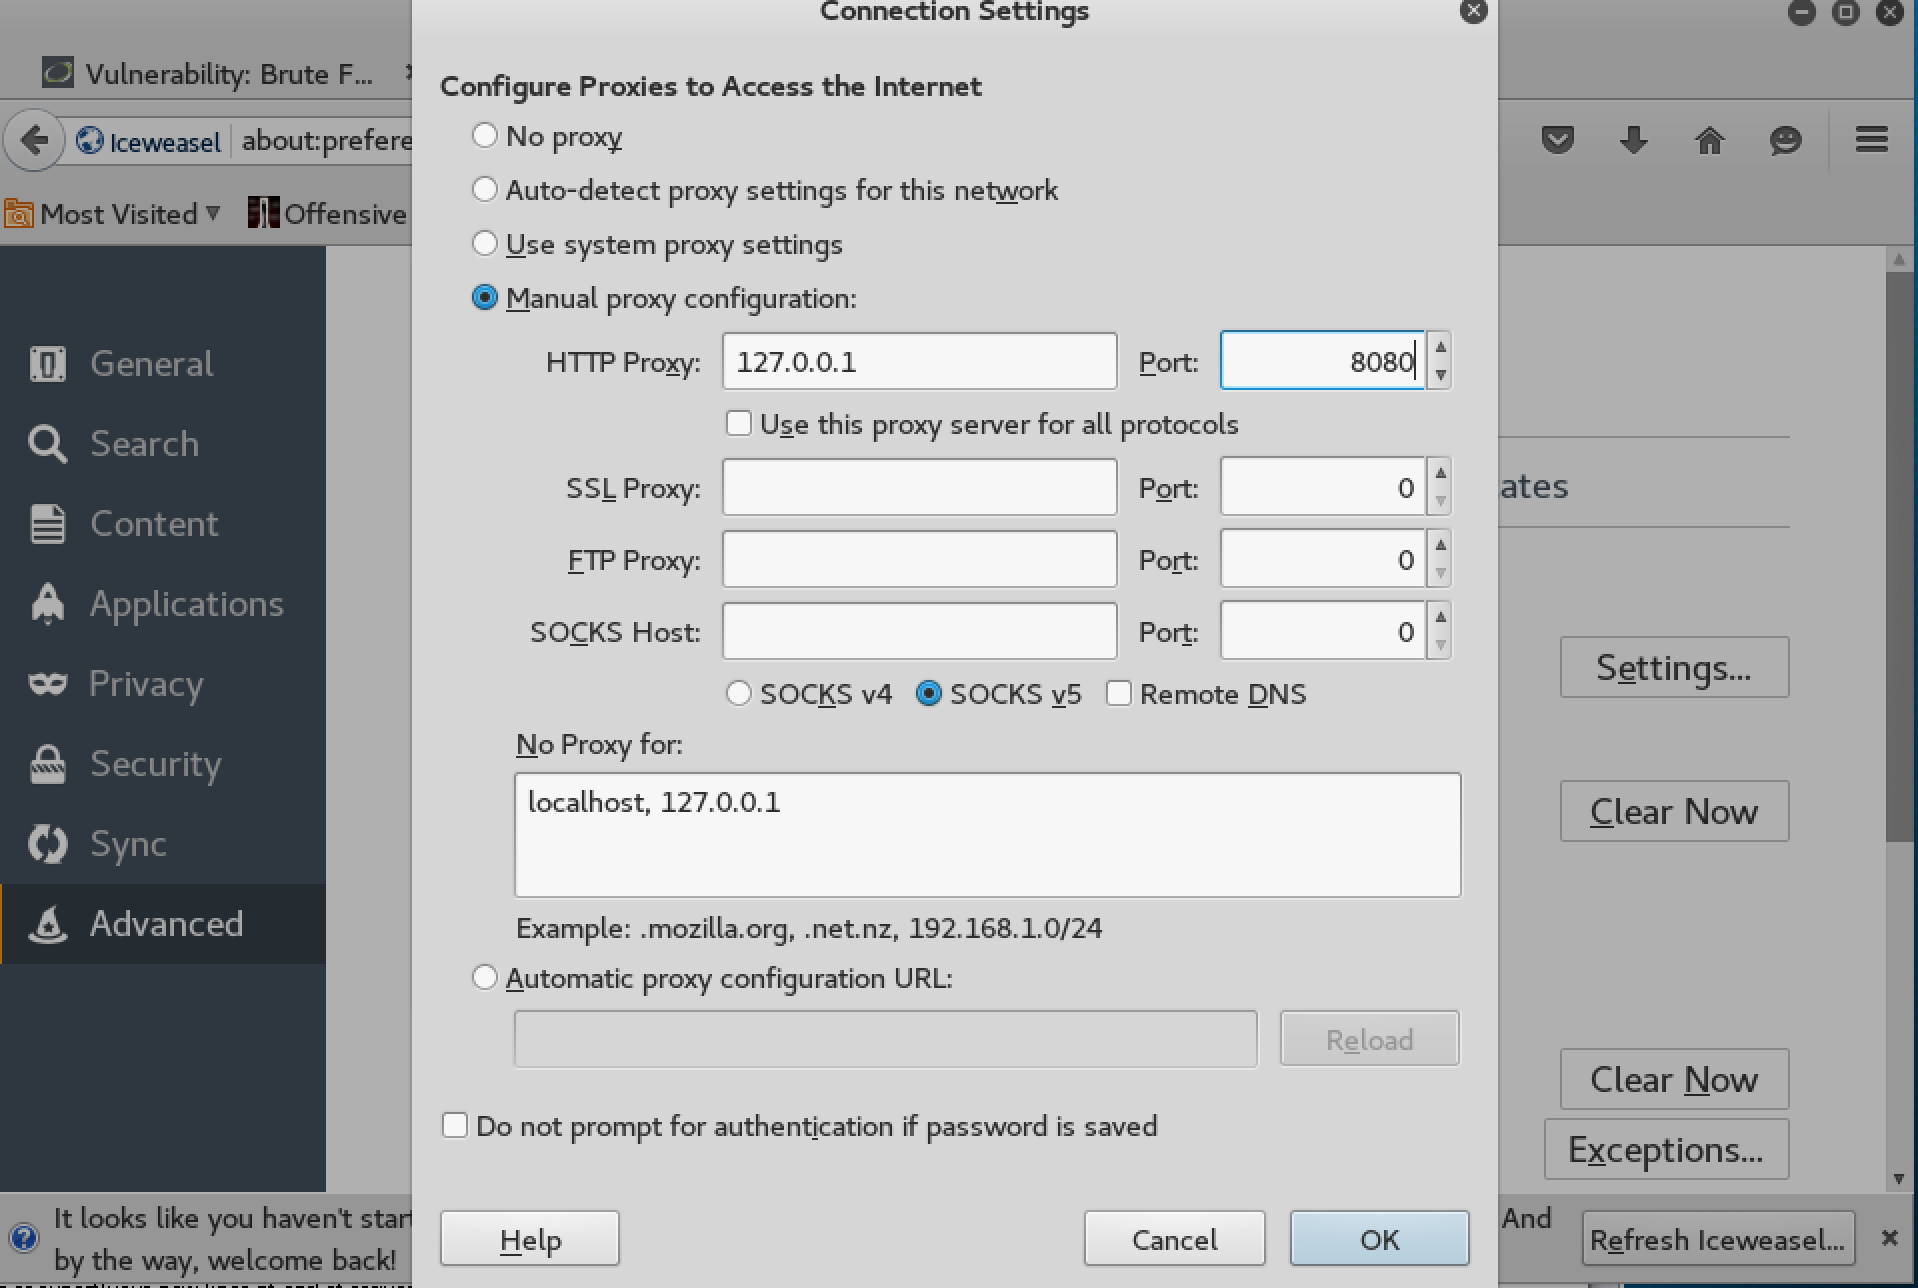 Connection Settings
Vulnerability: Brute F...
Configure Proxies to Access the Internet
No proxy
Iceweasel
about:prefere
Auto-detect proxy settings for this network
Most Visited
Offensive
Use system proxy settings
Manual proxy configuration:
General
HTTP Proxy:
127.0.0.1
Port:
8080
Search
Use this proxy server for all protocols
SSL Proxy:
Port:
0
ates
Content
FTP Proxy:
Port:
0
Applications
SOCKS Host:
Port:
0
Privacy
SOCKS v4
SOCKS v5
Remote DNS
Settings...
No Proxy for:
Security
localhost, 127.0.0.1
Clear Now
Sync
Advanced
Example: .mozilla.org, .net.nz, 192.168.1.0/24
Automatic proxy configuration URL:
Reload
Clear Now
Do not prompt for authentication if password is saved
Exceptions...
It looks like you haven't start
by the way, welcome back!
Help
Cancel
OK
And
Refresh Iceweasel...